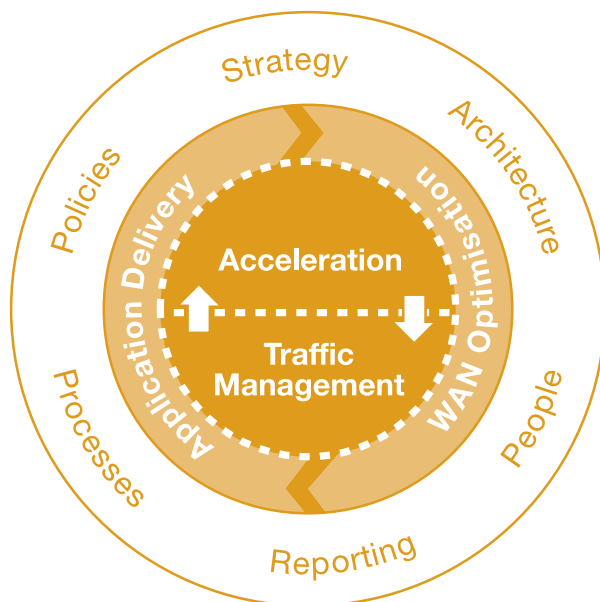 Strategy
Architecture
People
Reporting
Processes
Policies
Application Delivery
WAN Optimisation
Acceleration
Traffic
Management